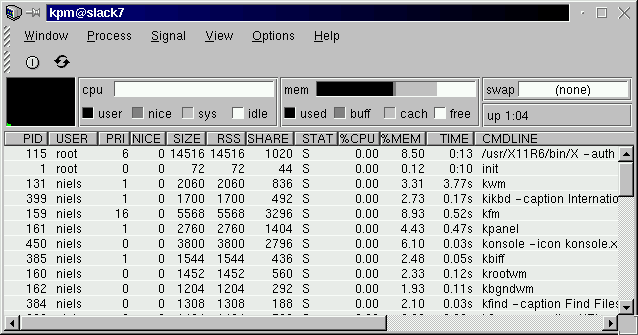 kpm@slack7
Window Process Signal View Options Help
cpu mem swap (none)
user nice sys idle used buff cach free up 1:04
PID USER PRI NICE SIZE RSS SHARE STAT %CPU %MEM TIME CMDLINE
115 root 6 0 14516 14516 1020 S 0.00 8.50 0:13 /usr/X11R6/bin/X -auth
1 root 0 0 72 72 44 S 0.00 0.12 0:10 init
131 niels 1 0 2060 2060 836 S 0.00 3.31 3.77s kwm
399 niels 1 0 1700 1700 492 S 0.00 2.73 0.17s kikbd -caption Internatio
159 niels 16 0 5568 5568 3296 S 0.00 8.93 0.52s kfm
161 niels 1 0 2760 2760 1404 S 0.00 4.43 0.47s kpanel
450 niels 0 0 3800 3800 2796 S 0.00 6.10 0.03s konsole -icon konsole.x
385 niels 1 0 1544 1544 436 S 0.00 2.48 0.05s kbiff
160 niels 0 0 1452 1452 560 S 0.00 2.33 0.12s krootwm
162 niels 0 0 1204 1204 292 S 0.00 1.93 0.11s kbgndwm
384 niels 0 0 1308 1308 188 S 0.00 2.10 0.03s kfind -caption Find Files